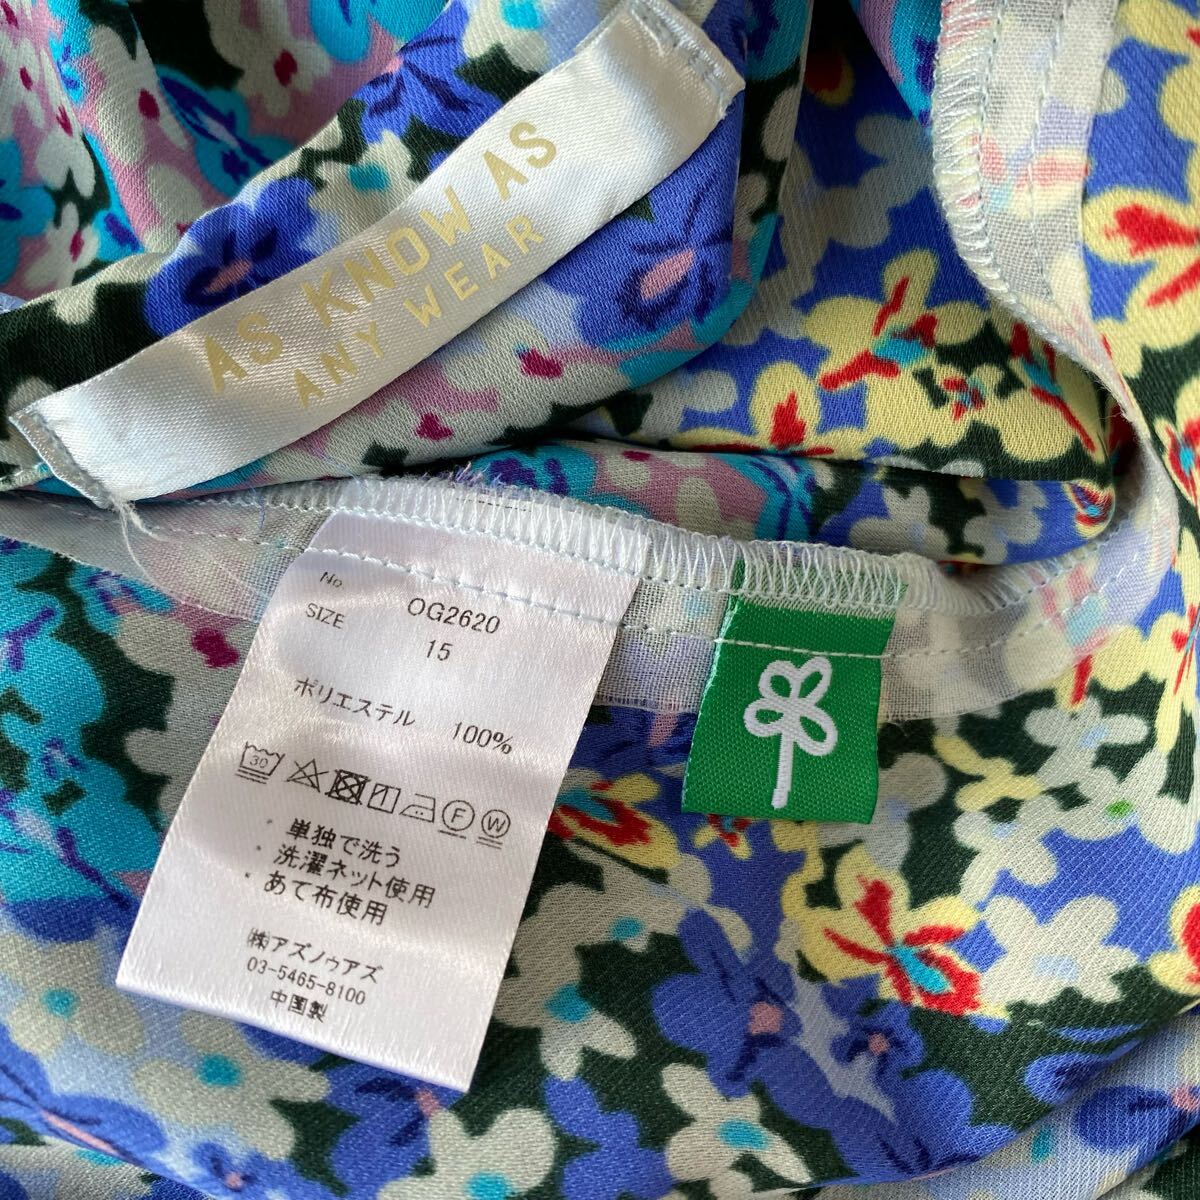 AS KNOW AS
ANY WEAR
No. OG2620
SIZE 15
ポリエステル 100%
30 F W
・単独で洗う
・洗濯ネット使用
・あて布使用
㈱アズノゥアズ
03-5465-8100
中国製